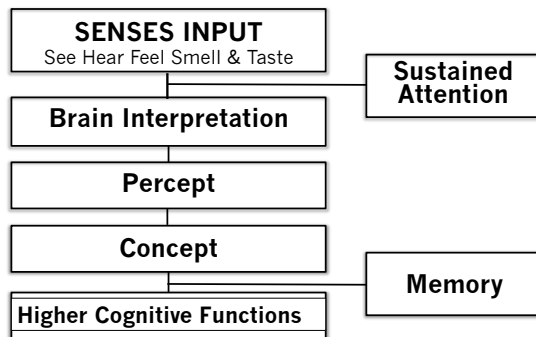 SENSES INPUT
See Hear Feel Smell & Taste
Sustained
Attention
Brain Interpretation
Percept
Concept
Memory
Higher Cognitive Functions